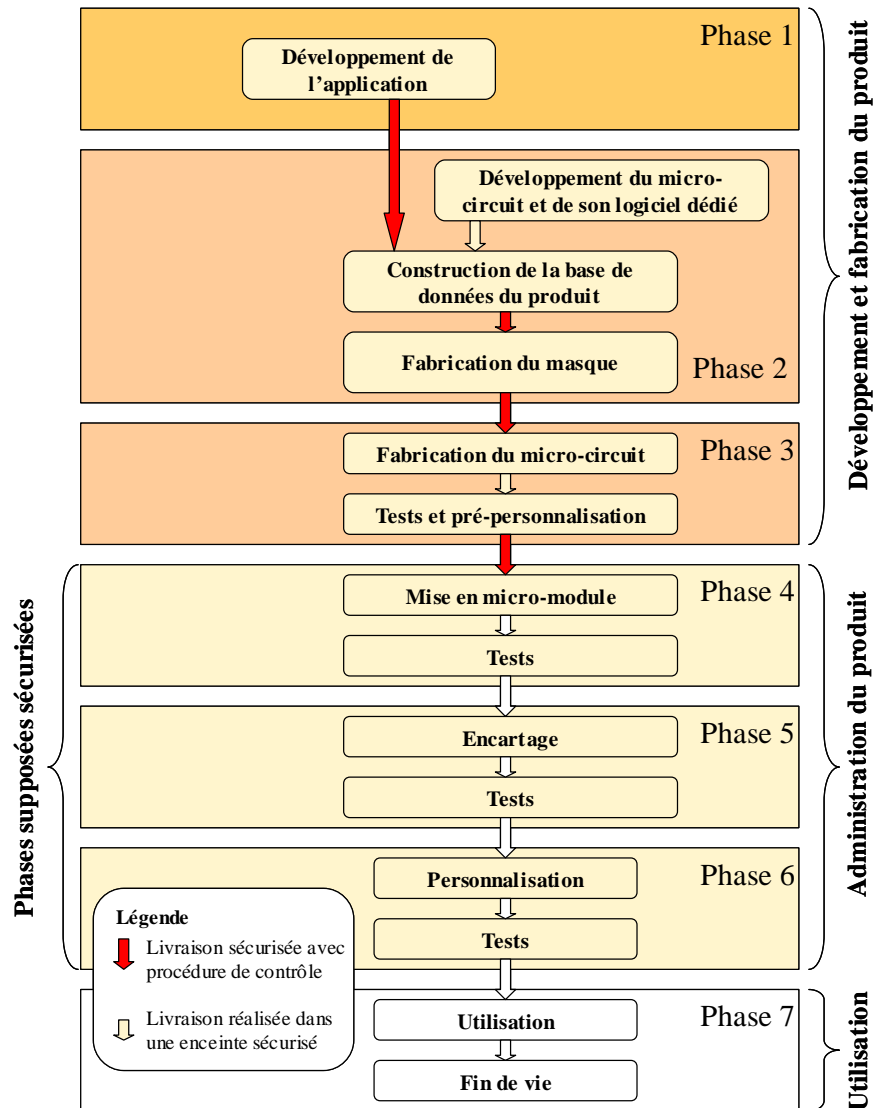 Phase 1
Développement de
l'application
Développement du micro-
circuit et de son logiciel dédié
Construction de la base de
données du produit
Fabrication du masque
Phase 2
Développement et fabrication du produit
Phase 3
Fabrication du micro-circuit
Tests et pré-personnalisation
Phase 4
Mise en micro-module
Tests
Phase 5
Encartage
Tests
Phase 6
Personnalisation
Tests
Phases supposées sécurisées
Administration du produit
Légende
Livraison sécurisée avec
procédure de contrôle
Livraison réalisée dans
une enceinte sécurisé
Phase 7
Utilisation
Fin de vie
Utilisation